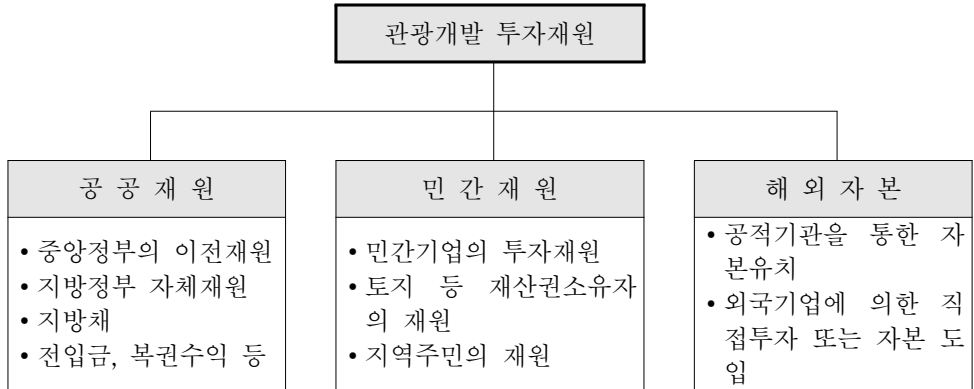 관광개발 투자재원
공 공 재 원
• 중앙정부의 이전재원
• 지방정부 자체재원
• 지방채
• 전입금, 복권수익 등
민 간 재 원
• 민간기업의 투자재원
• 토지 등 재산권소유자
의 재원
• 지역주민의 재원
해 외 자 본
• 공적기관을 통한 자
본유치
• 외국기업에 의한 직
접투자 또는 자본 도
입